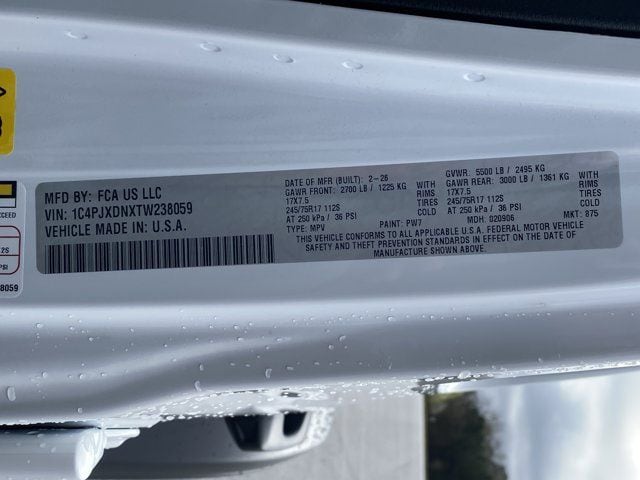 MFD BY: FCA US LLC
VIN: 1C4PJXDNXTW238059
VEHICLE MADE IN: U.S.A.
DATE OF MFR (BUILT): 2-26
GAWR FRONT: 2700 LB / 1225 KG WITH
17X7.5 RIMS
245/75R17 112S TIRES
AT 250 kPa / 36 PSI COLD
TYPE: MPV PAINT: PW7
GVWR: 5500 LB / 2495 KG
GAWR REAR: 3000 LB / 1361 KG WITH
17X7.5 RIMS
245/75R17 112S TIRES
AT 250 kPa / 36 PSI COLD
MDH: 020906 MKT: 875
THIS VEHICLE CONFORMS TO ALL APPLICABLE U.S.A. FEDERAL MOTOR VEHICLE
SAFETY AND THEFT PREVENTION STANDARDS IN EFFECT ON THE DATE OF
MANUFACTURE SHOWN ABOVE.
XCEED
12S
PSI
8059